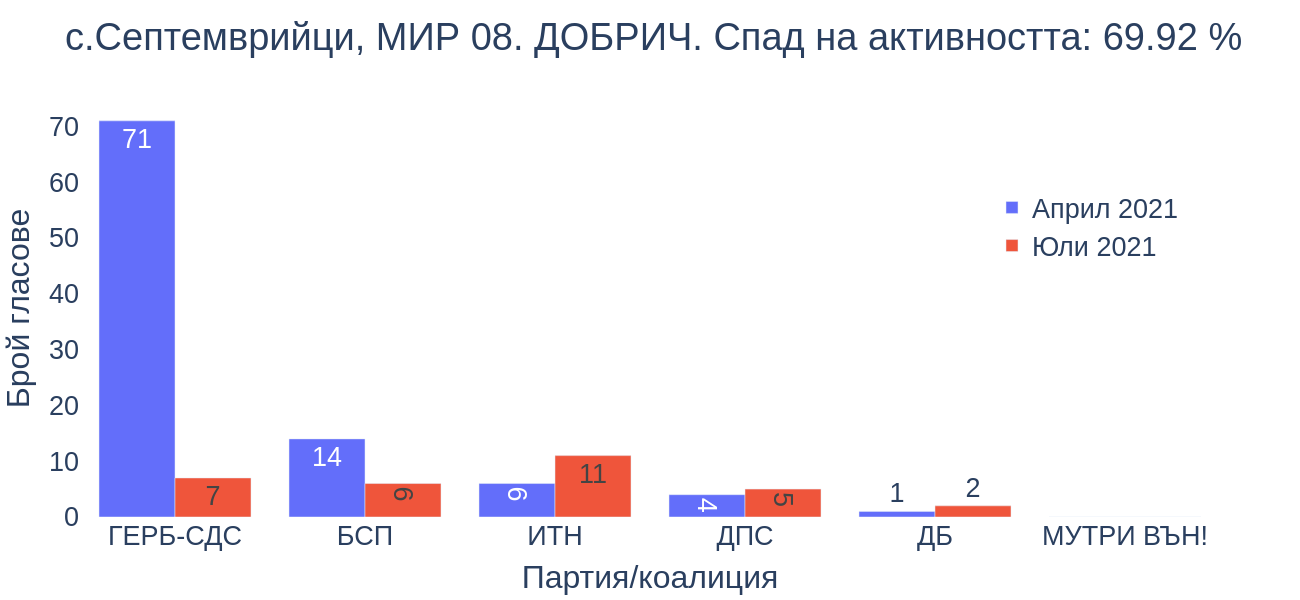 с.Септемврийци, МИР 08. ДОБРИЧ. Спад на активността: 69.92 %
Брой гласове
70
60
50
40
30
20
10
0
71
7
14
6
6
11
4
5
1
2
Април 2021
Юли 2021
ГЕРБ-СДС
БСП
ИТН
ДПС
ДБ
МУТРИ ВЪН!
Партия/коалиция